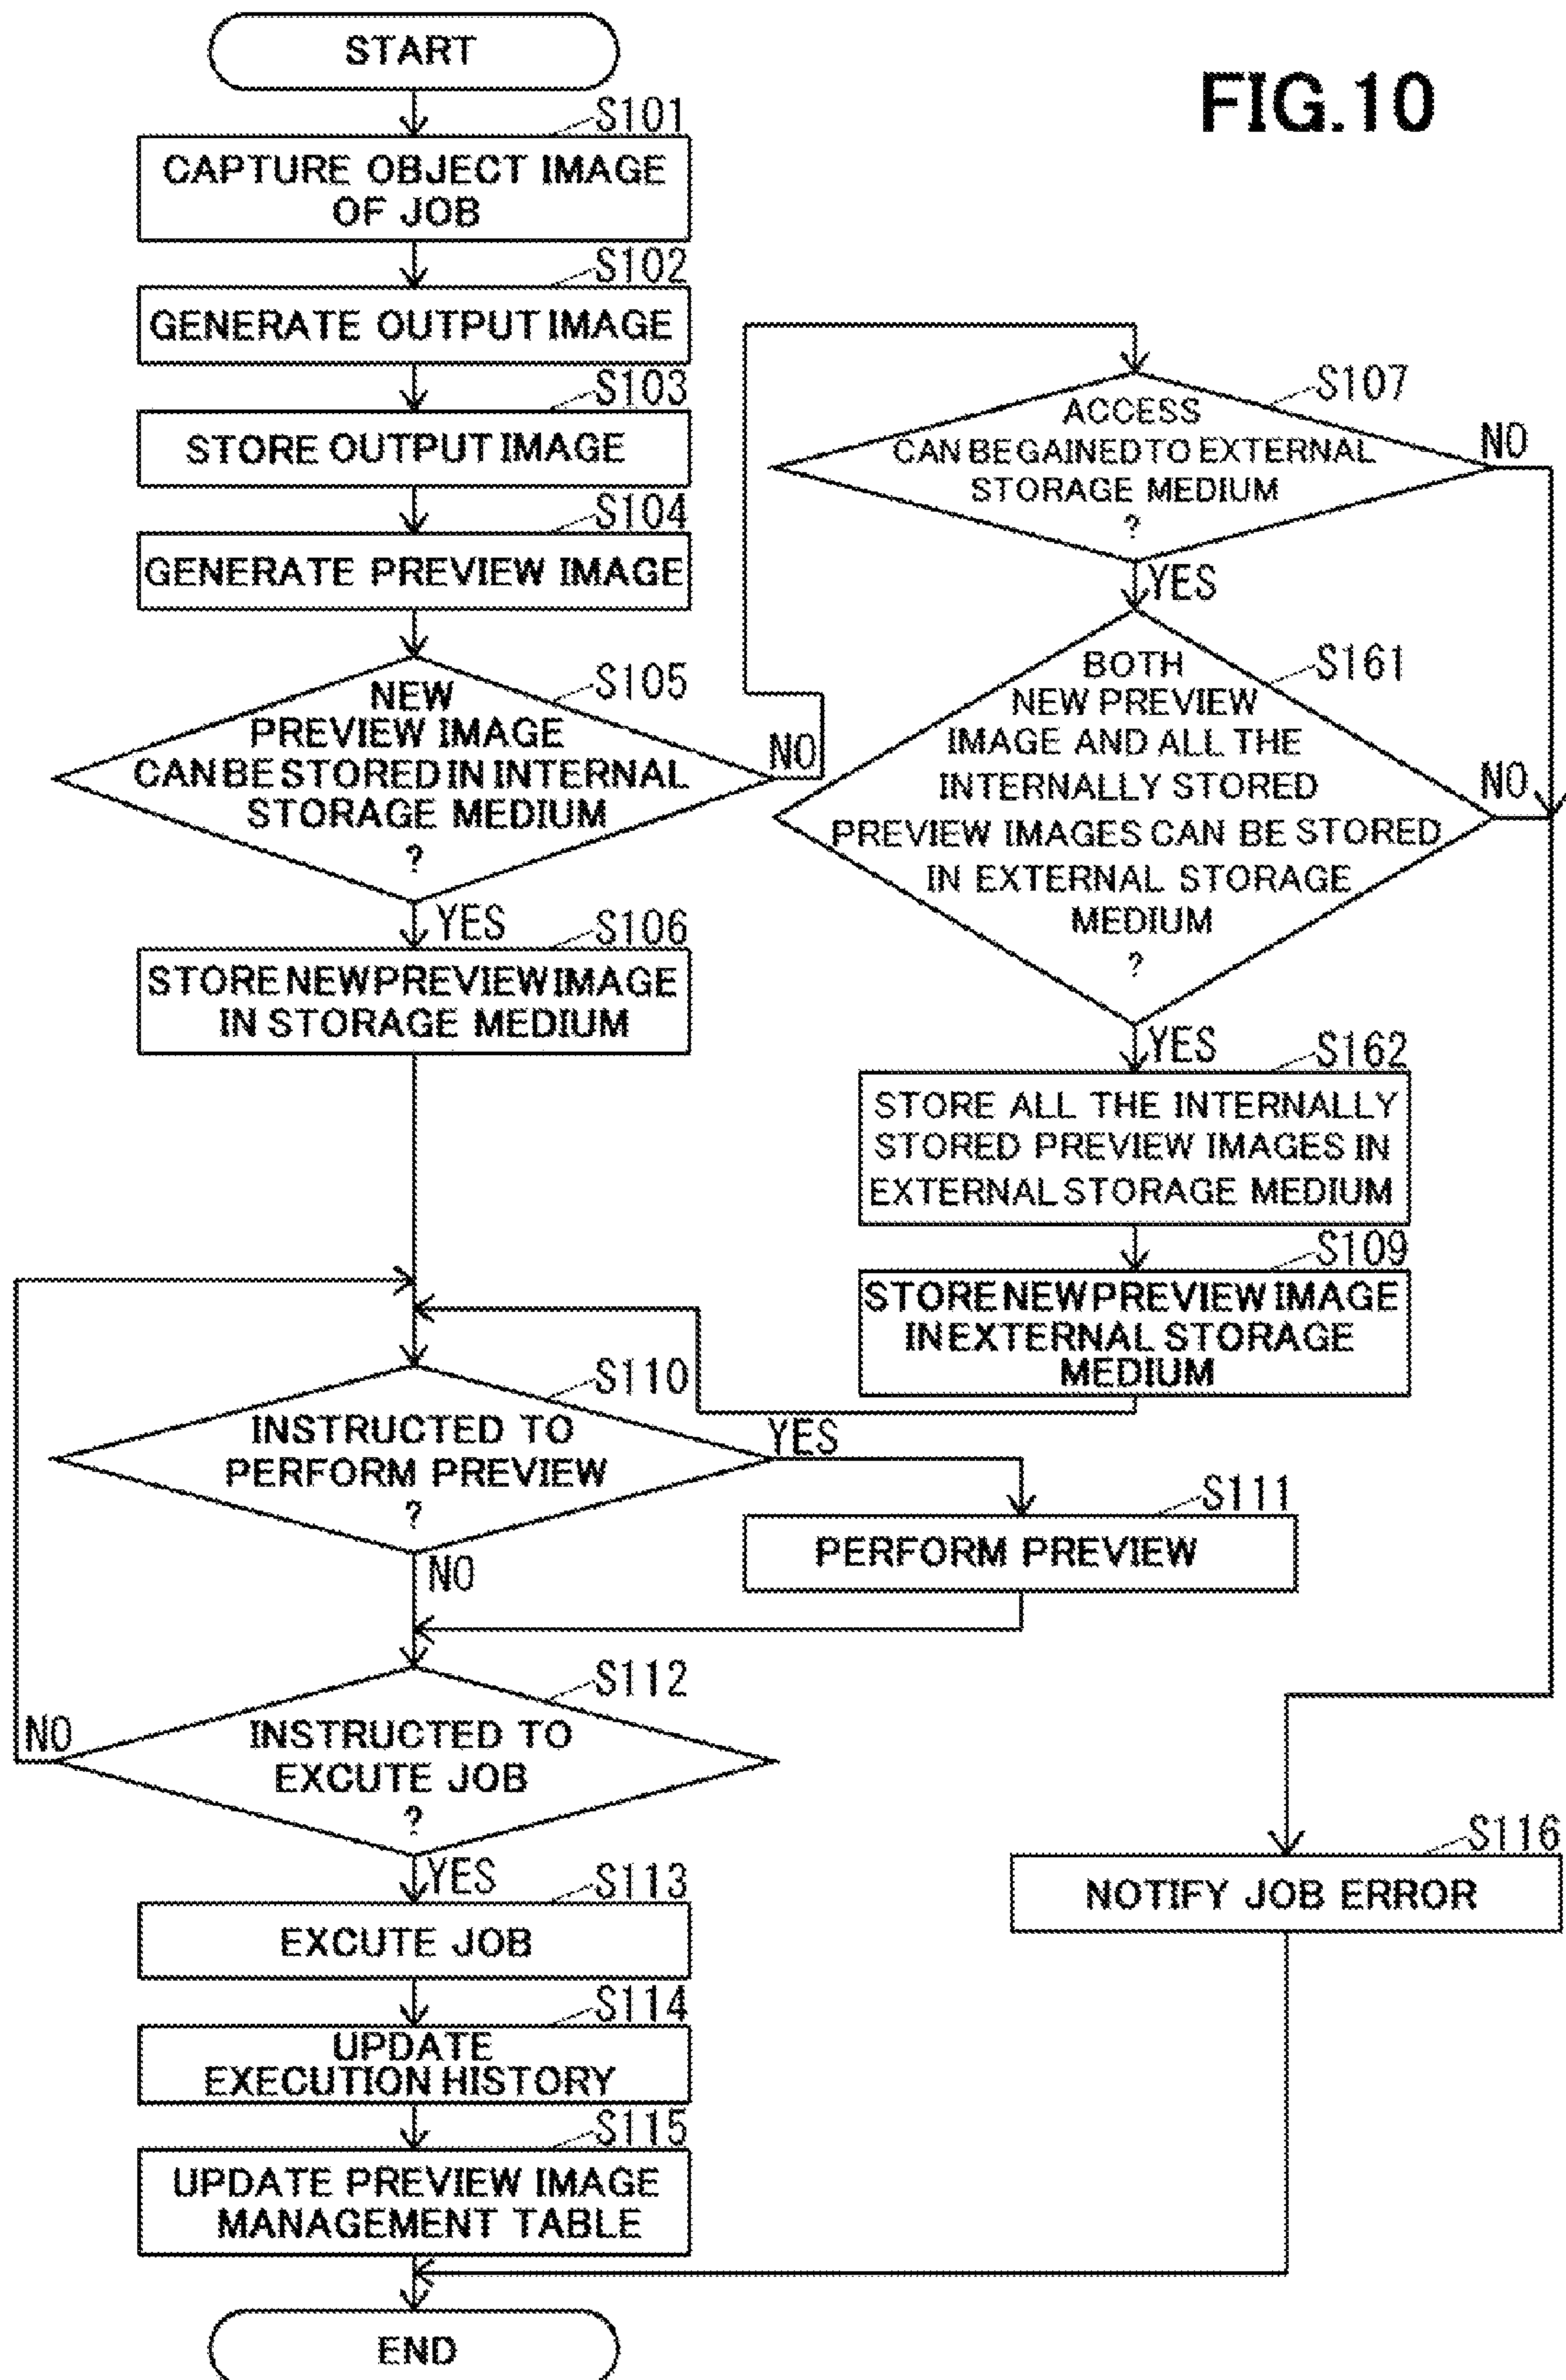 FIG.10
START
S101
CAPTURE OBJECT IMAGE
OF JOB
S102
GENERATE OUTPUT IMAGE
S103
STORE OUTPUT IMAGE
S104
GENERATE PREVIEW IMAGE
S105
NEW
PREVIEW IMAGE
CAN BE STORED IN INTERNAL
STORAGE MEDIUM
?
NO
YES
S106
STORE NEW PREVIEW IMAGE
IN STORAGE MEDIUM
S107
ACCESS
CAN BE GAINED TO EXTERNAL
STORAGE MEDIUM
?
NO
YES
S161
BOTH
NEW PREVIEW
IMAGE AND ALL THE
INTERNALLY STORED
PREVIEW IMAGES CAN BE STORED
IN EXTERNAL STORAGE
MEDIUM
?
NO
YES
S162
STORE ALL THE INTERNALLY
STORED PREVIEW IMAGES IN
EXTERNAL STORAGE MEDIUM
S109
STORE NEW PREVIEW IMAGE
IN EXTERNAL STORAGE
MEDIUM
S110
INSTRUCTED TO
PERFORM PREVIEW
?
YES
NO
S111
PERFORM PREVIEW
S112
INSTRUCTED TO
EXCUTE JOB
?
NO
YES
S113
EXCUTE JOB
S114
UPDATE
EXECUTION HISTORY
S115
UPDATE PREVIEW IMAGE
MANAGEMENT TABLE
S116
NOTIFY JOB ERROR
END